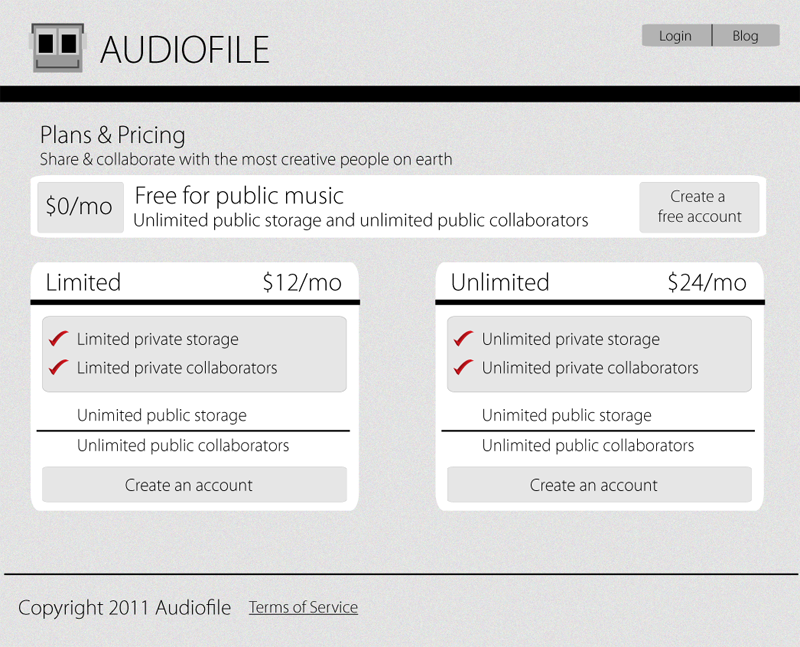 AUDIOFILE
Login
Blog
Plans & Pricing
Share & collaborate with the most creative people on earth
$0/mo
Free for public music
Unlimited public storage and unlimited public collaborators
Create a
free account
Limited $12/mo
Limited private storage
Limited private collaborators
Unimited public storage
Unlimited public collaborators
Create an account
Unlimited $24/mo
Unlimited private storage
Unlimited private collaborators
Unimited public storage
Unlimited public collaborators
Create an account
Copyright 2011 Audiofile Terms of Service